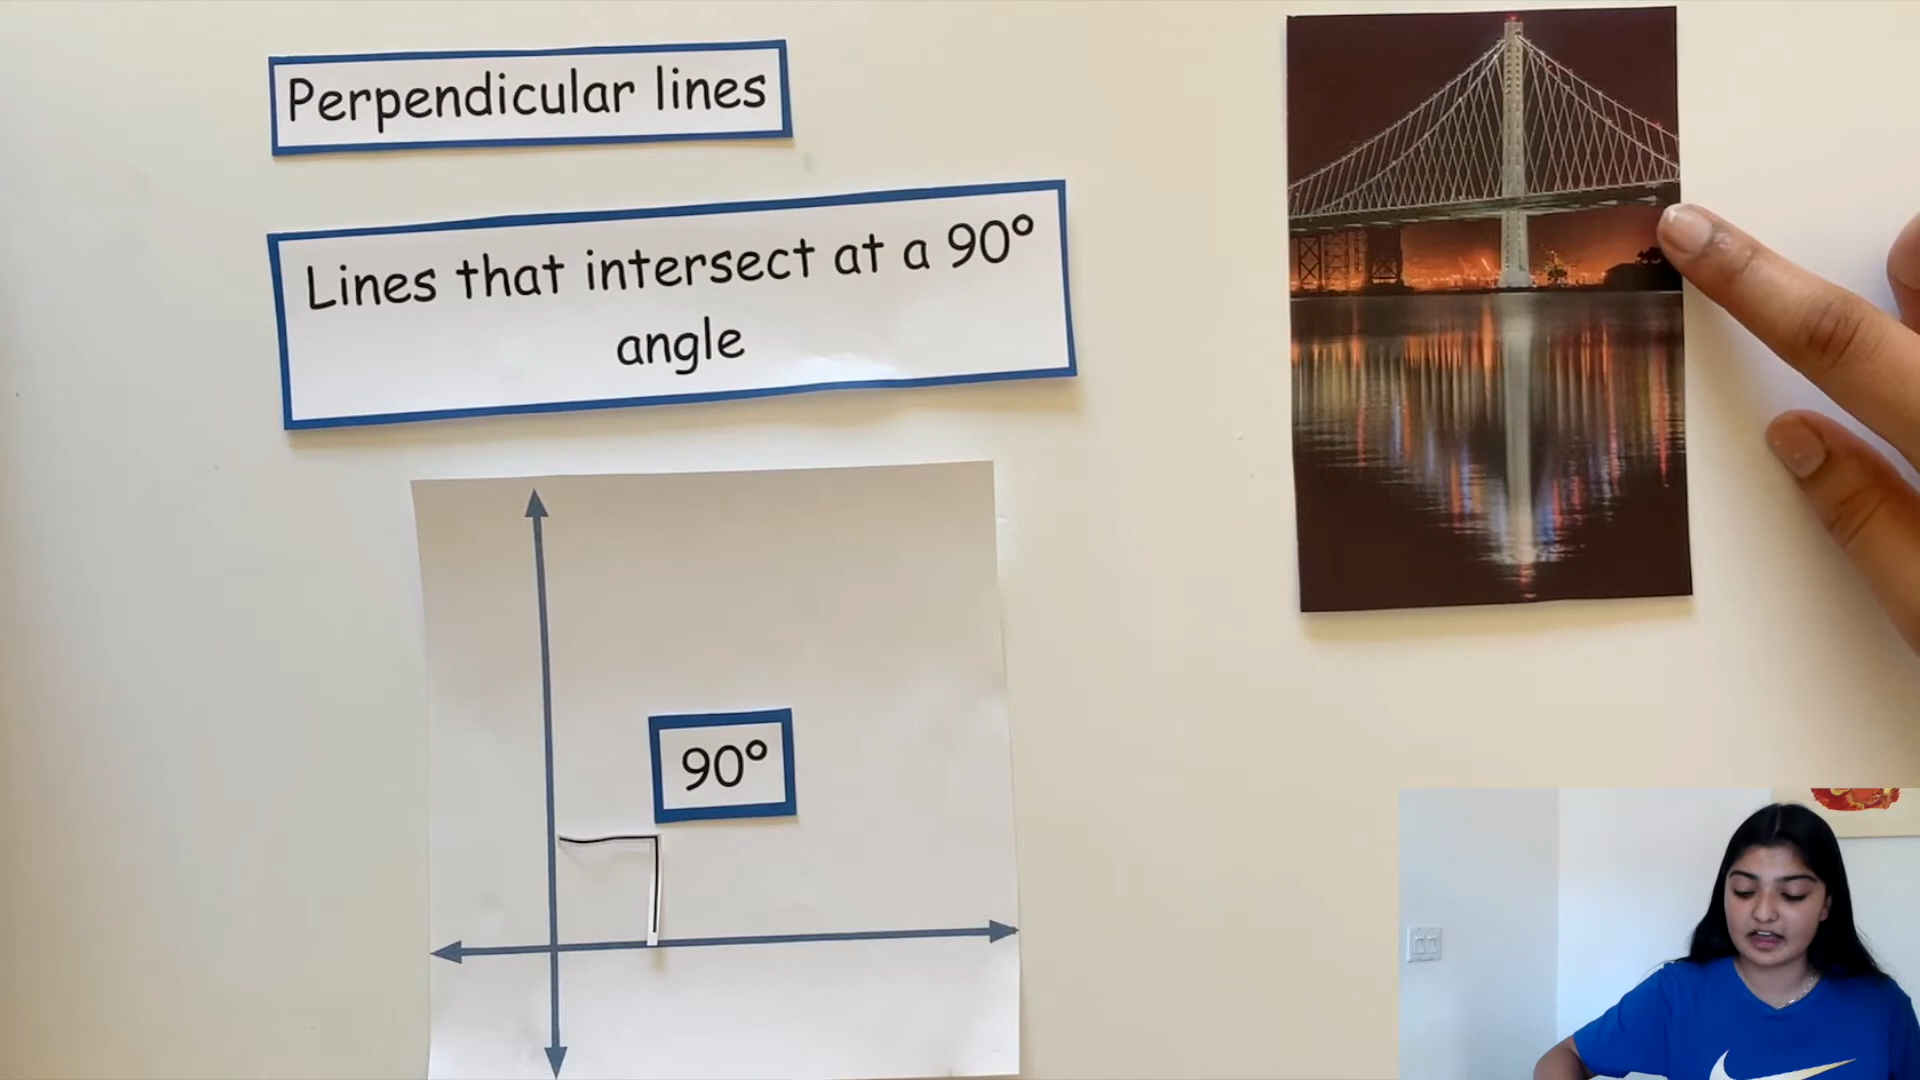 Perpendicular lines
Lines that intersect at a 90°
angle
90°